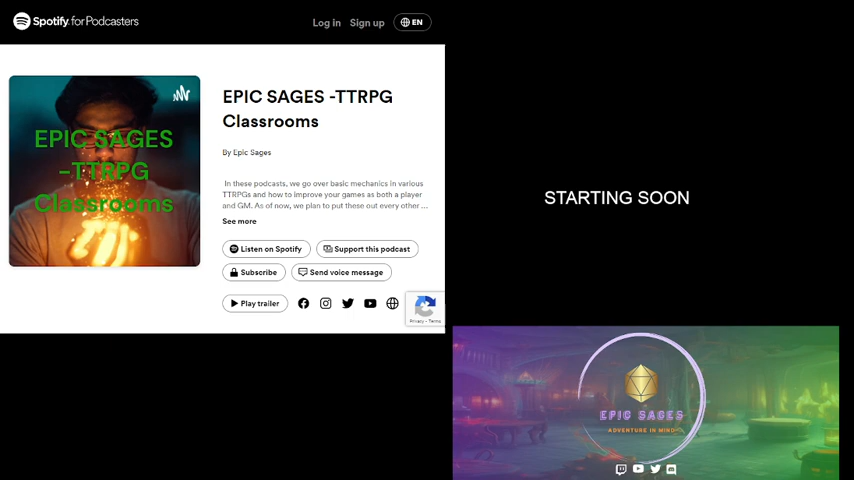 Spotify for Podcasters
Log in
Sign up
EN
EPIC SAGES
-TTRPG
Classrooms
EPIC SAGES -TTRPG
Classrooms
By Epic Sages
In these podcasts, we go over basic mechanics in various
TTRPGs and how to improve your games as both a player
and GM. As of now, we plan to put these out every other ...
See more
Listen on Spotify
Support this podcast
Subscribe
Send voice message
Play trailer
Privacy - Terms
STARTING SOON
EPIC SAGES
ADVENTURE IN MIND